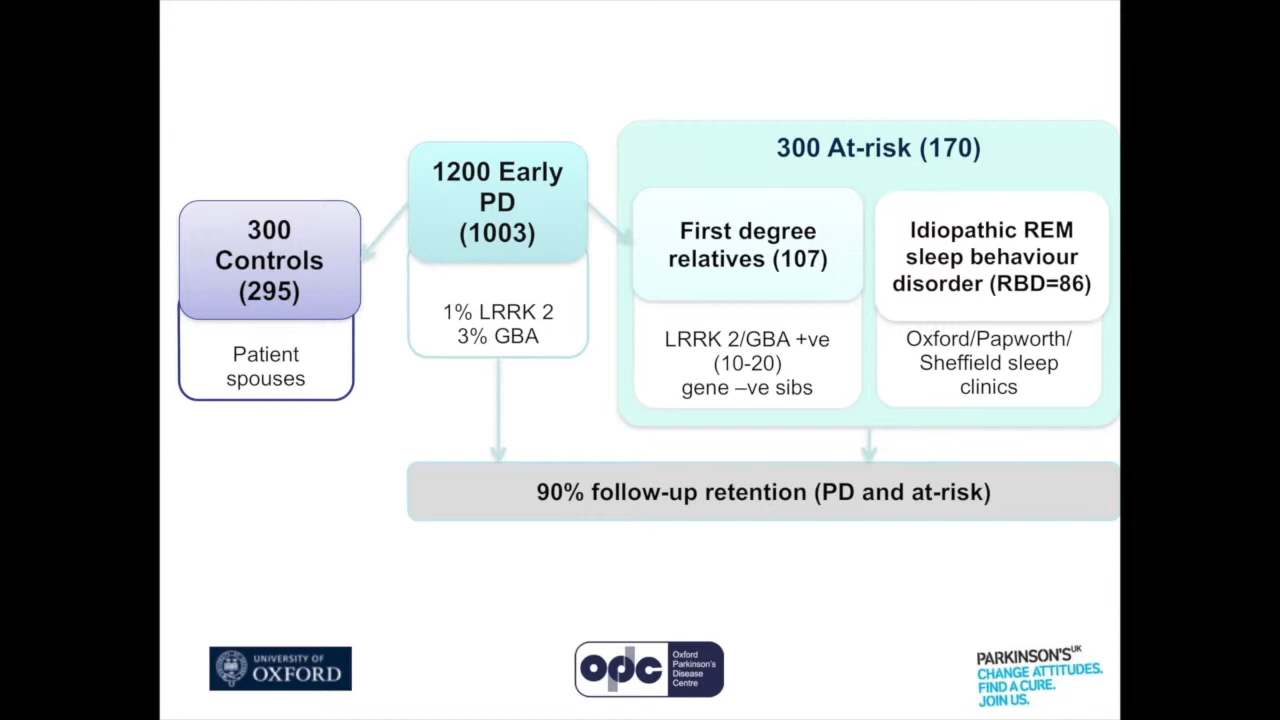 300
Controls
(295)
Patient
spouses
1200 Early
PD
(1003)
1% LRRK 2
3% GBA
300 At-risk (170)
First degree
relatives (107)
LRRK 2/GBA +ve
(10-20)
gene –ve sibs
Idiopathic REM
sleep behaviour
disorder (RBD=86)
Oxford/Papworth/
Sheffield sleep
clinics
90% follow-up retention (PD and at-risk)
UNIVERSITY OF
OXFORD
opdc
Oxford
Parkinson's
Disease
Centre
PARKINSON'S UK
CHANGE ATTITUDES.
FIND A CURE.
JOIN US.